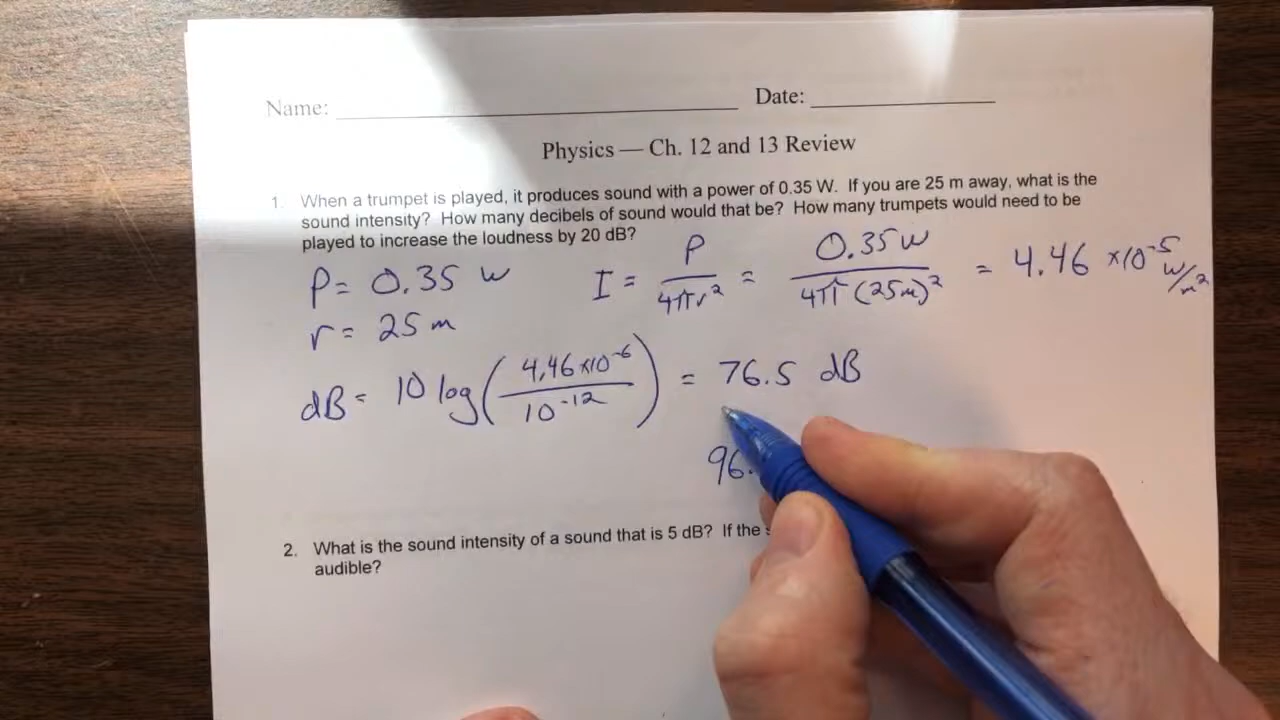 Name: ____________ Date: ____________
Physics — Ch. 12 and 13 Review
1. When a trumpet is played, it produces sound with a power of 0.35 W. If you are 25 m away, what is the
sound intensity? How many decibels of sound would that be? How many trumpets would need to be
played to increase the loudness by 20 dB?
P = 0.35 W
I = P / 4πr² = 0.35 W / 4π (25m)² = 4.46 ×10⁻⁵ W/m²
r = 25 m
dB = 10 log ( 4.46×10⁻⁶ / 10⁻¹² ) = 76.5 dB
96.
2. What is the sound intensity of a sound that is 5 dB? If the
audible?